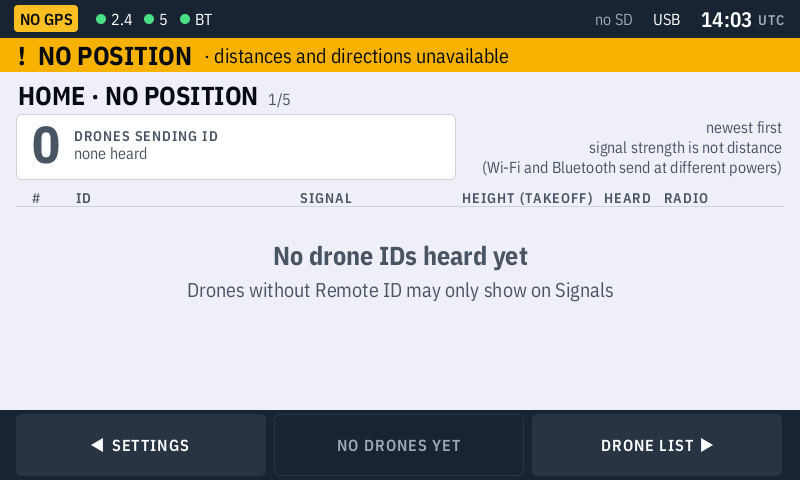 NO GPS 2.4 5 BT no SD USB 14:03 UTC
! NO POSITION · distances and directions unavailable
HOME · NO POSITION 1/5
0 DRONES SENDING ID
none heard
newest first
signal strength is not distance
(Wi-Fi and Bluetooth send at different powers)
# ID SIGNAL HEIGHT (TAKEOFF) HEARD RADIO
No drone IDs heard yet
Drones without Remote ID may only show on Signals
◀ SETTINGS NO DRONES YET DRONE LIST ▶